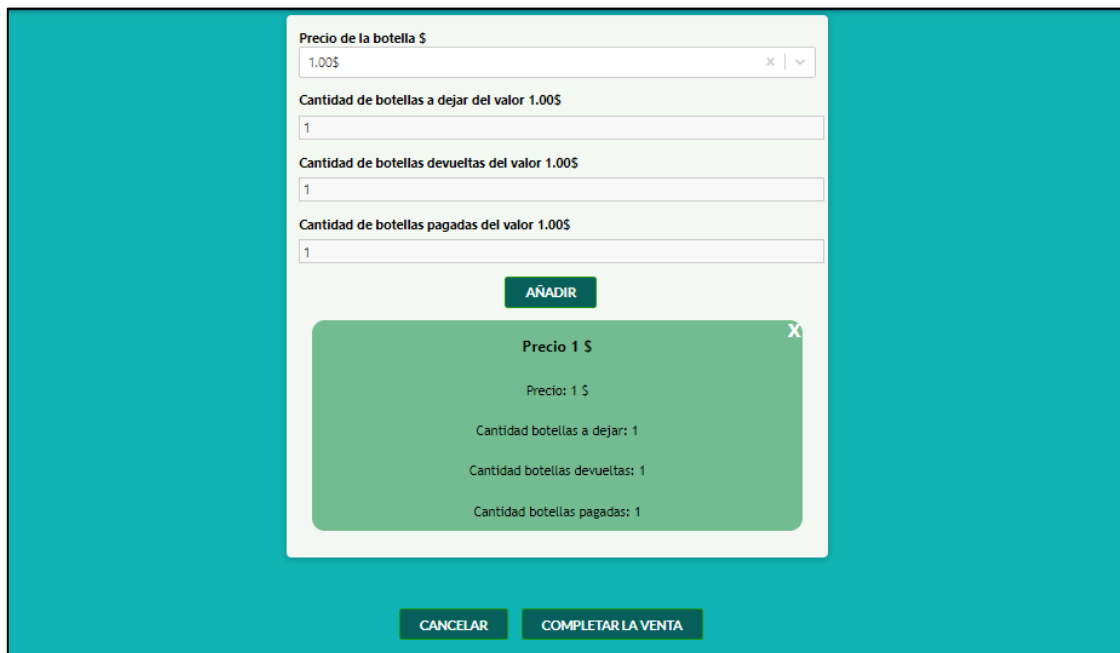 Precio de la botella $
1.00$
Cantidad de botellas a dejar del valor 1.00$
1
Cantidad de botellas devueltas del valor 1.00$
1
Cantidad de botellas pagadas del valor 1.00$
1
AÑADIR
X
Precio 1 $
Precio: 1 $
Cantidad botellas a dejar: 1
Cantidad botellas devueltas: 1
Cantidad botellas pagadas: 1
CANCELAR COMPLETAR LA VENTA